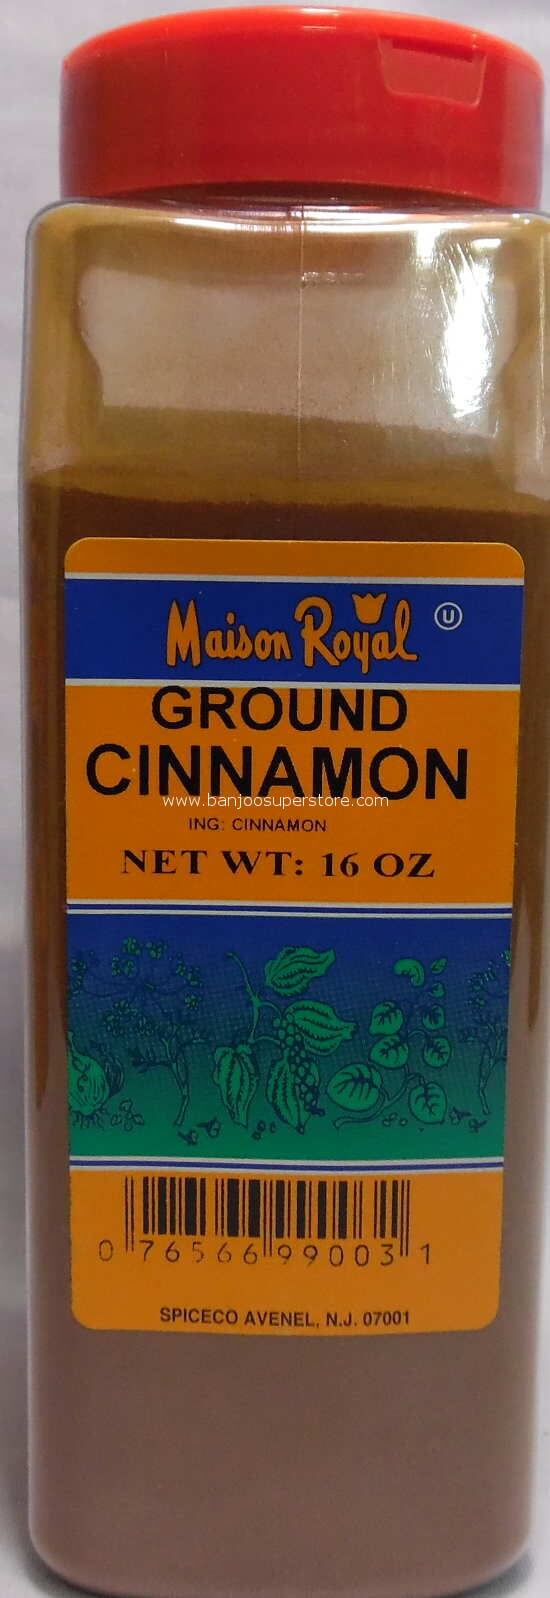 Maison Royal U
GROUND
CINNAMON
www.banjoosuperstore.com
ING: CINNAMON
NET WT: 16 OZ
0 76566 99003 1
SPICECO AVENEL, N.J. 07001